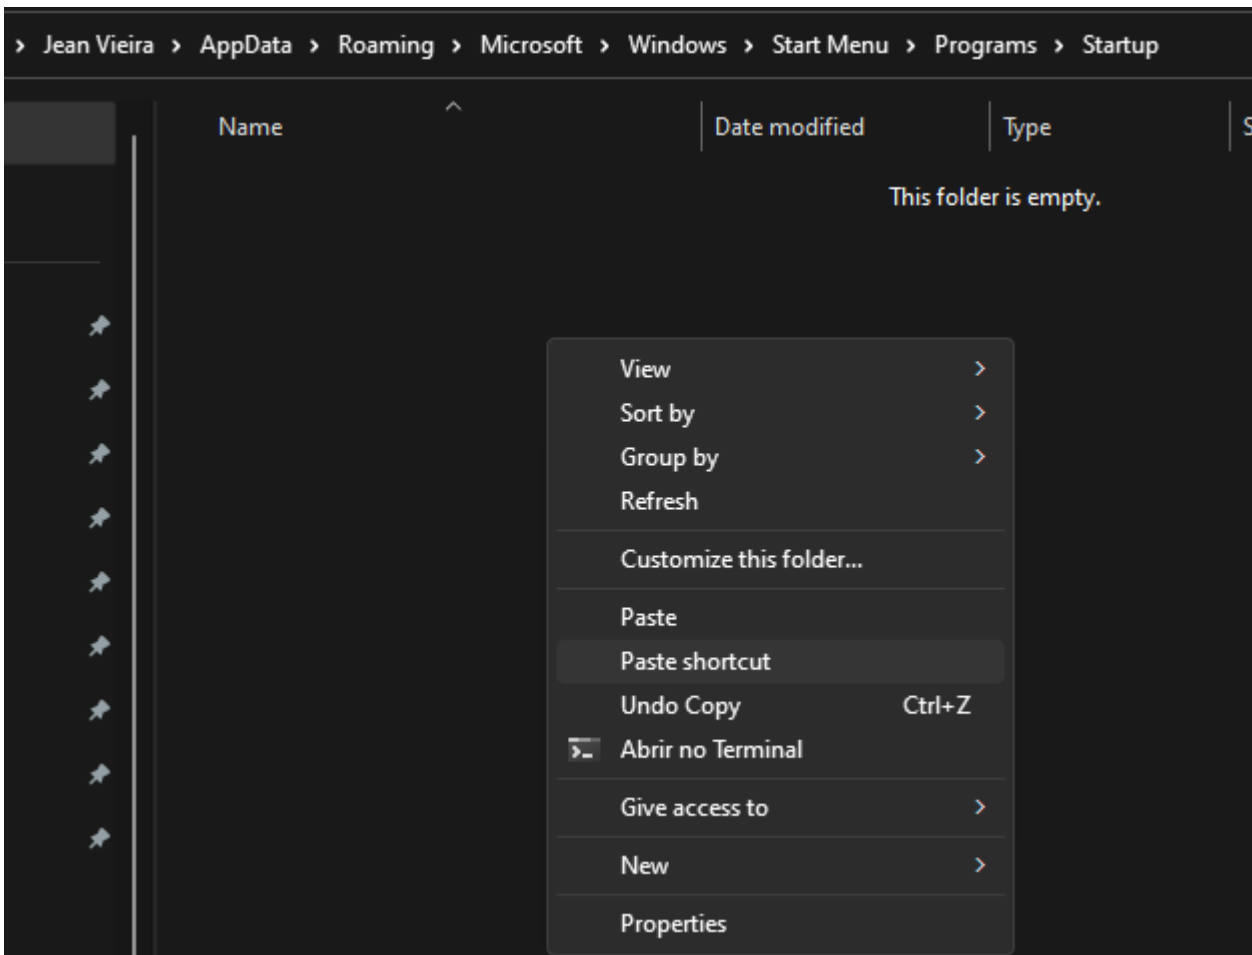 › Jean Vieira › AppData › Roaming › Microsoft › Windows › Start Menu › Programs › Startup
Name Date modified Type
This folder is empty.
View
Sort by
Group by
Refresh
Customize this folder...
Paste
Paste shortcut
Undo Copy Ctrl+Z
Abrir no Terminal
Give access to
New
Properties